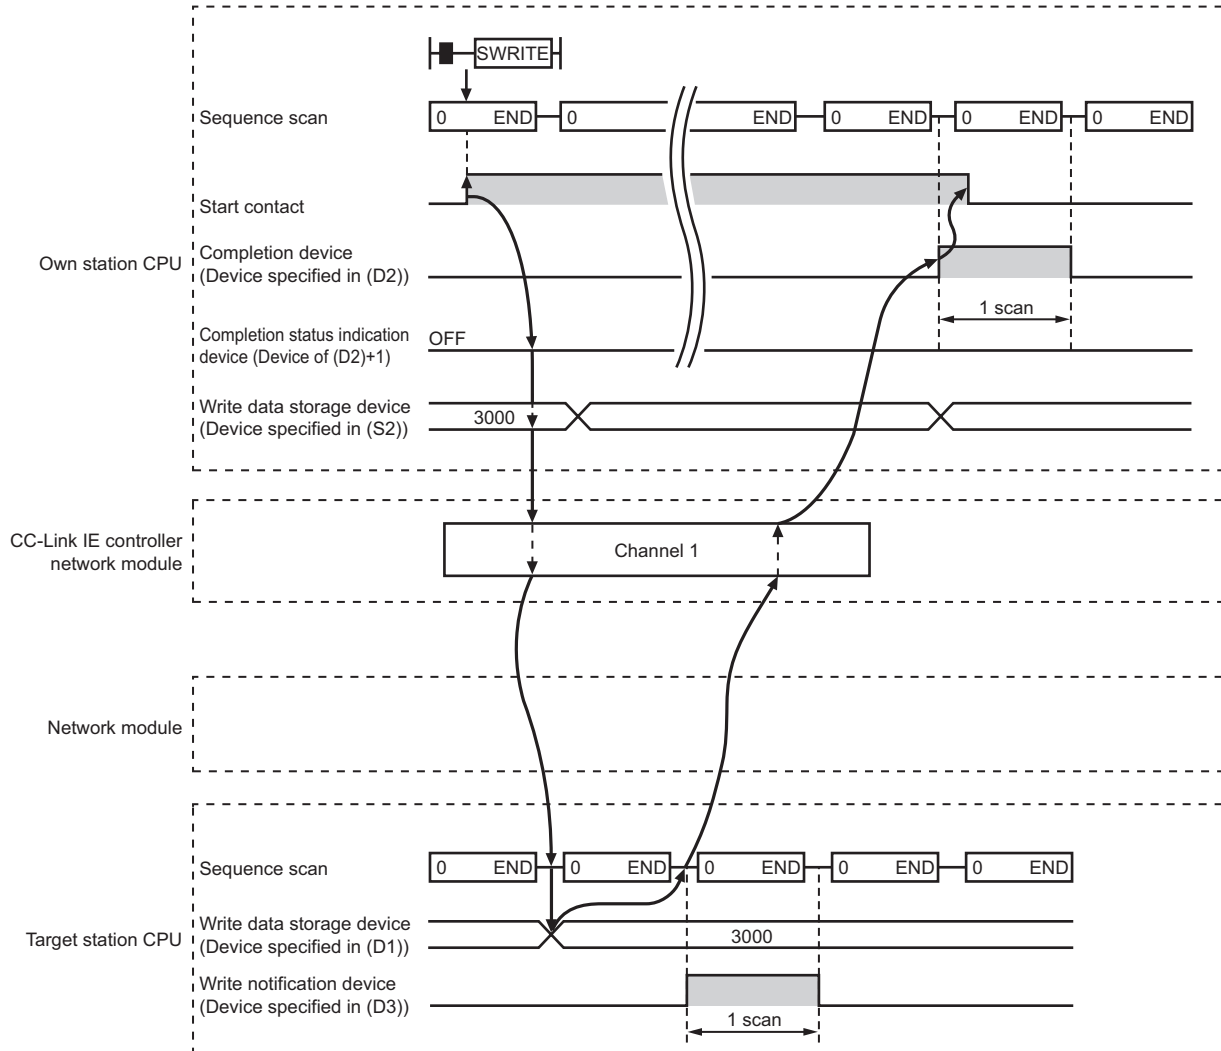 SWRITE
Sequence scan
0 END 0 END 0 END 0 END 0 END
Start contact
Own station CPU
Completion device
(Device specified in (D2))
1 scan
Completion status indication
device (Device of (D2)+1)
OFF
Write data storage device
(Device specified in (S2))
3000
CC-Link IE controller
network module
Channel 1
Network module
Sequence scan
0 END 0 END 0 END 0 END 0 END
Target station CPU
Write data storage device
(Device specified in (D1))
3000
Write notification device
(Device specified in (D3))
1 scan